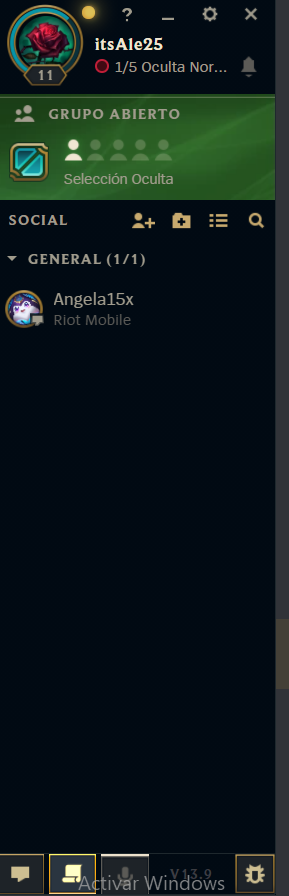 ?
itsAle25
11
1/5 Oculta Nor...
GRUPO ABIERTO
Selección Oculta
SOCIAL
GENERAL (1/1)
Angela15x
Riot Mobile
V13.9
Activar Windows